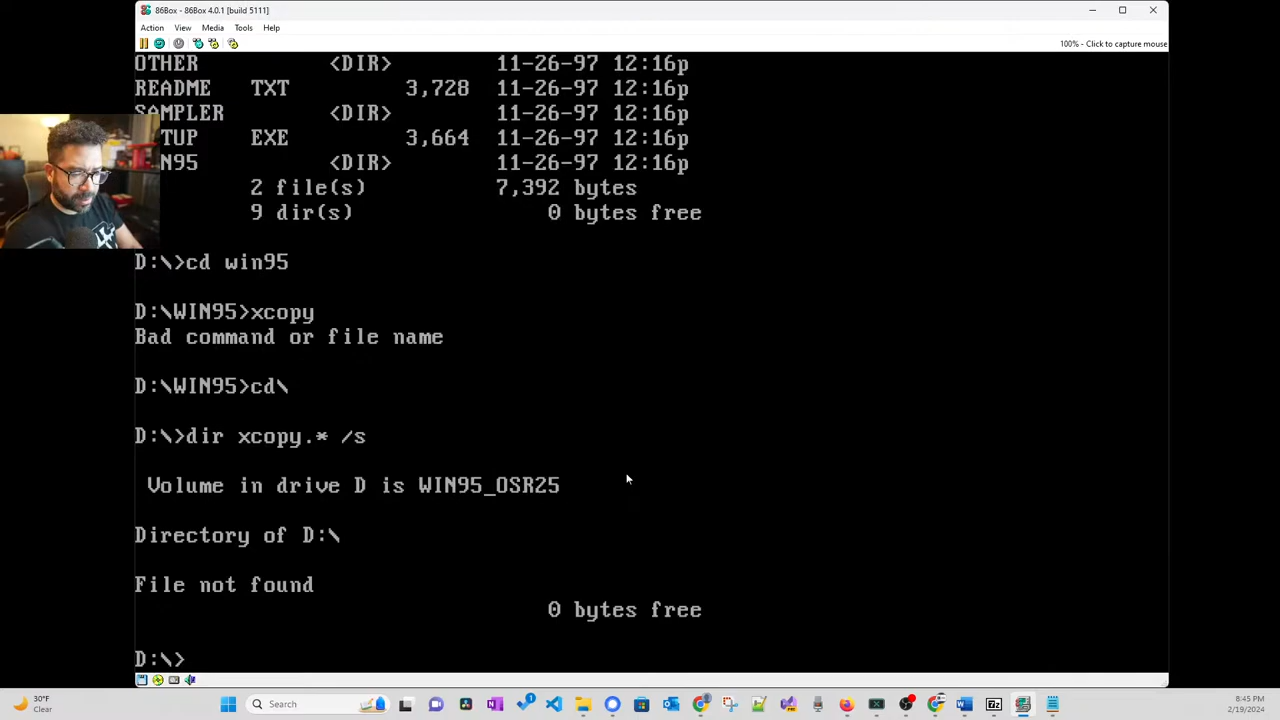 86Box - 86Box 4.0.1 [build 5111]
Action View Media Tools Help
100% - Click to capture mouse
OTHER <DIR> 11-26-97 12:16p
README TXT 3,728 11-26-97 12:16p
SAMPLER <DIR> 11-26-97 12:16p
TUP EXE 3,664 11-26-97 12:16p
N95 <DIR> 11-26-97 12:16p
2 file(s) 7,392 bytes
9 dir(s) 0 bytes free
D:\>cd win95
D:\WIN95>xcopy
Bad command or file name
D:\WIN95>cd\
D:\>dir xcopy.* /s
Volume in drive D is WIN95_OSR25
Directory of D:\
File not found
0 bytes free
D:\>
30°F
Clear
Search
1
8:45 PM
2/19/2024